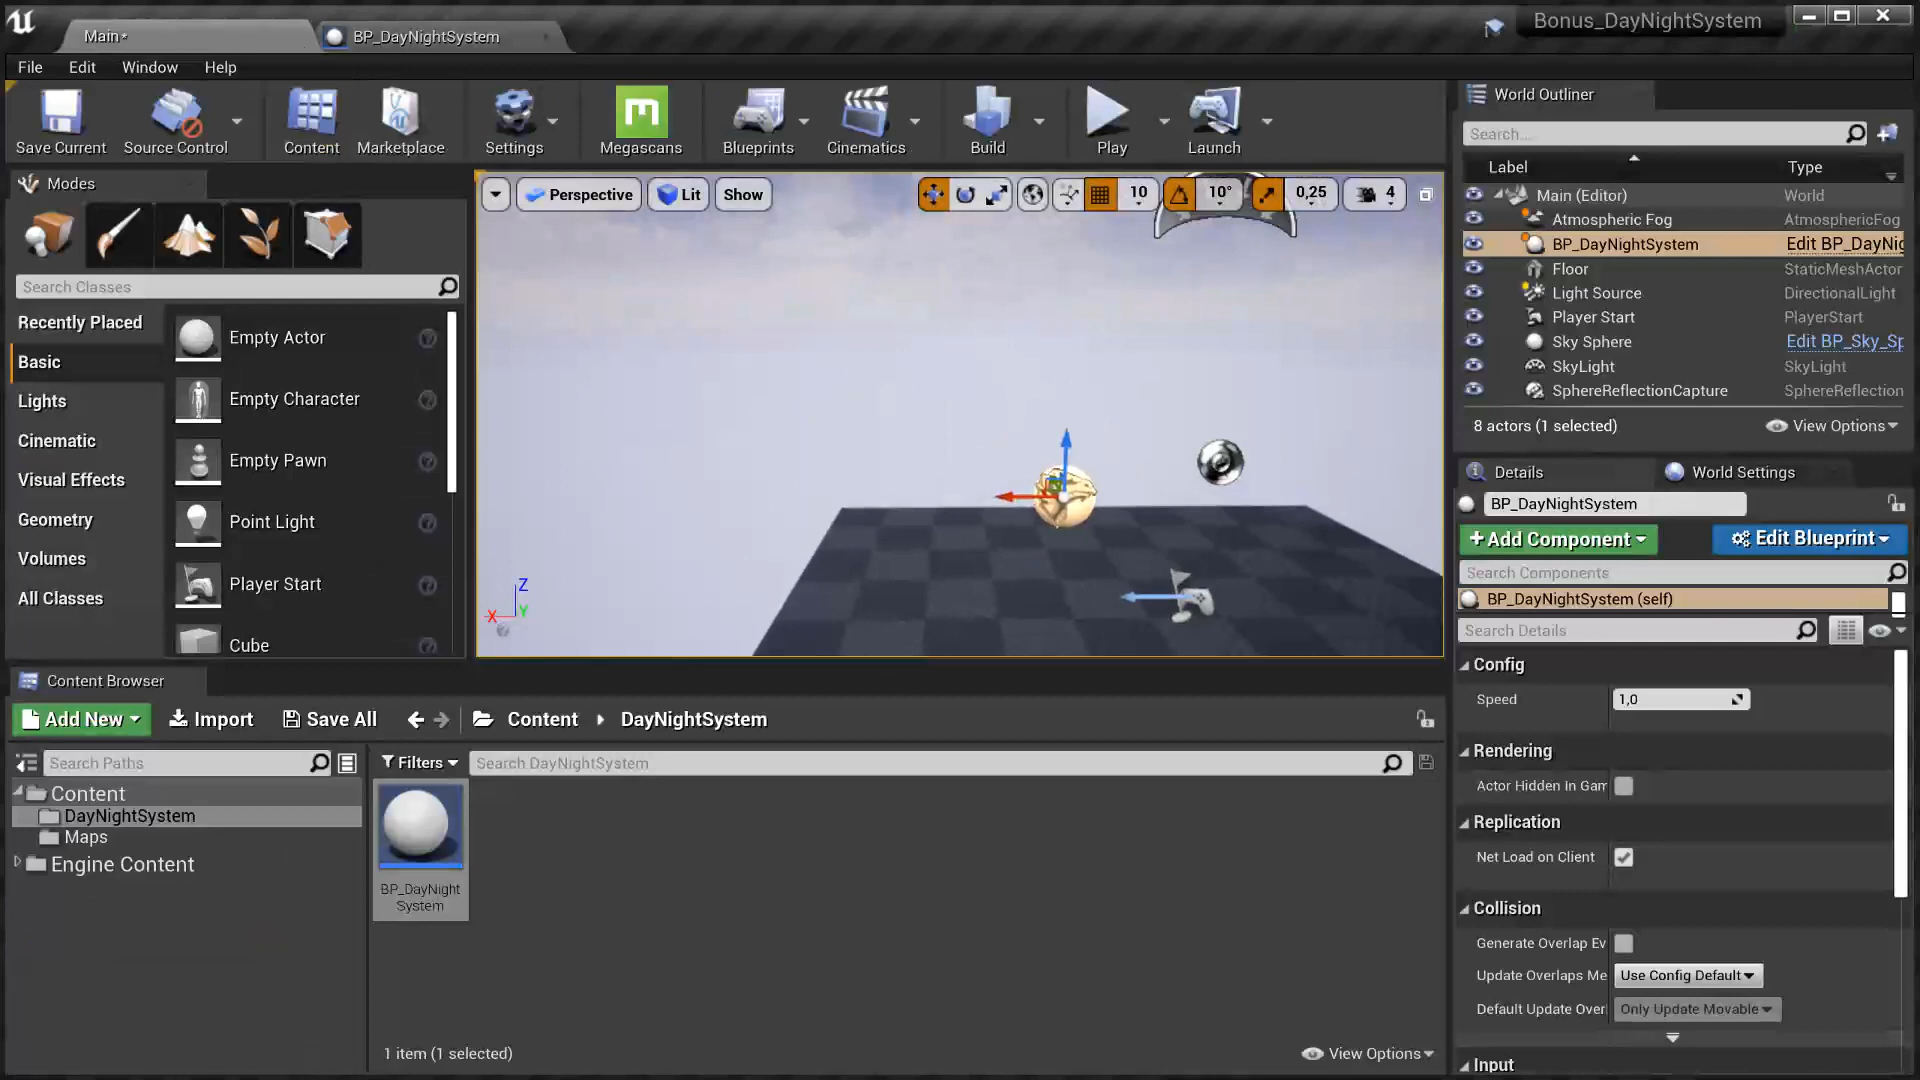 Main*
BP_DayNightSystem
Bonus_DayNightSystem
File Edit Window Help
Save Current
Source Control
Content
Marketplace
Settings
Megascans
Blueprints
Cinematics
Build
Play
Launch
Modes
Search Classes
Recently Placed
Basic
Lights
Cinematic
Visual Effects
Geometry
Volumes
All Classes
Empty Actor
Empty Character
Empty Pawn
Point Light
Player Start
Cube
Perspective
Lit
Show
10
10°
0,25
4
Z
X
Y
World Outliner
Search...
Label Type
Main (Editor) World
Atmospheric Fog AtmosphericFog
BP_DayNightSystem Edit BP_DayNig
Floor StaticMeshActor
Light Source DirectionalLight
Player Start PlayerStart
Sky Sphere Edit BP_Sky_Sp
SkyLight SkyLight
SphereReflectionCapture SphereReflection
8 actors (1 selected) View Options
Details World Settings
BP_DayNightSystem
+Add Component Edit Blueprint
Search Components
BP_DayNightSystem (self)
Search Details
Config
Speed 1,0
Rendering
Actor Hidden In Gam
Replication
Net Load on Client
Collision
Generate Overlap Ev
Update Overlaps Me Use Config Default
Default Update Over Only Update Movable
Input
Content Browser
Add New Import Save All Content DayNightSystem
Search Paths
Filters
Search DayNightSystem
Content
DayNightSystem
Maps
Engine Content
BP_DayNight
System
1 item (1 selected)
View Options